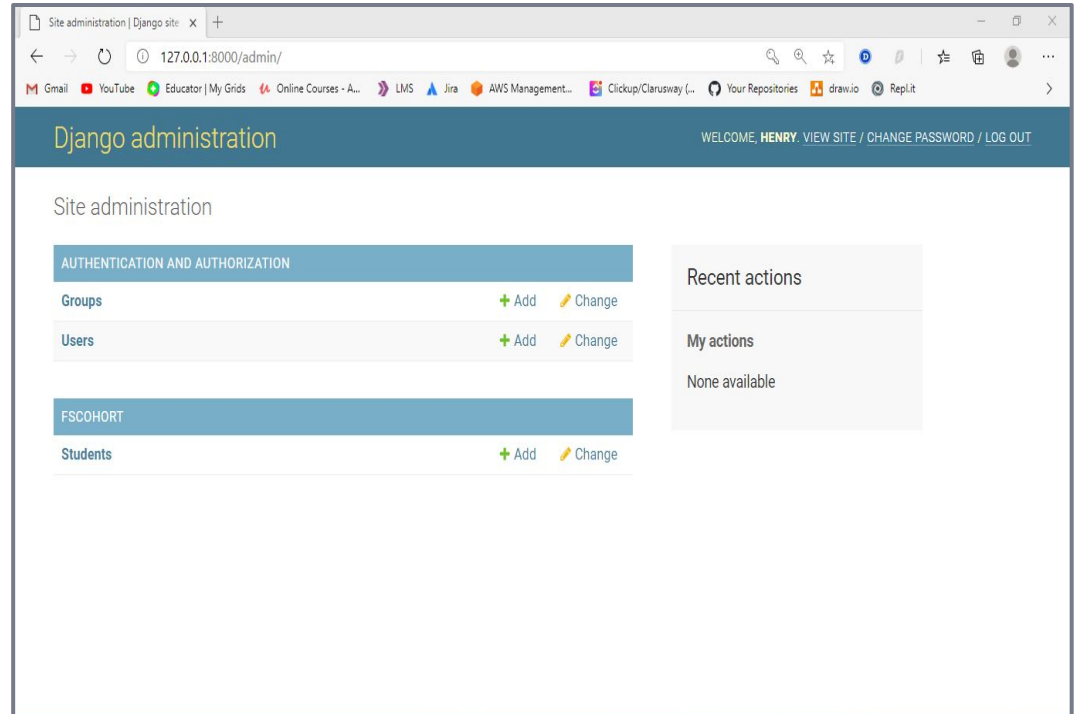 Site administration | Django site
127.0.0.1:8000/admin/
Gmail YouTube Educator | My Grids Online Courses - A... LMS Jira AWS Management... Clickup/Clarusway (... Your Repositories draw.io Repl.it
Django administration
WELCOME, HENRY. VIEW SITE / CHANGE PASSWORD / LOG OUT
Site administration
AUTHENTICATION AND AUTHORIZATION
Groups Add Change
Users Add Change
FSCOHORT
Students Add Change
Recent actions
My actions
None available